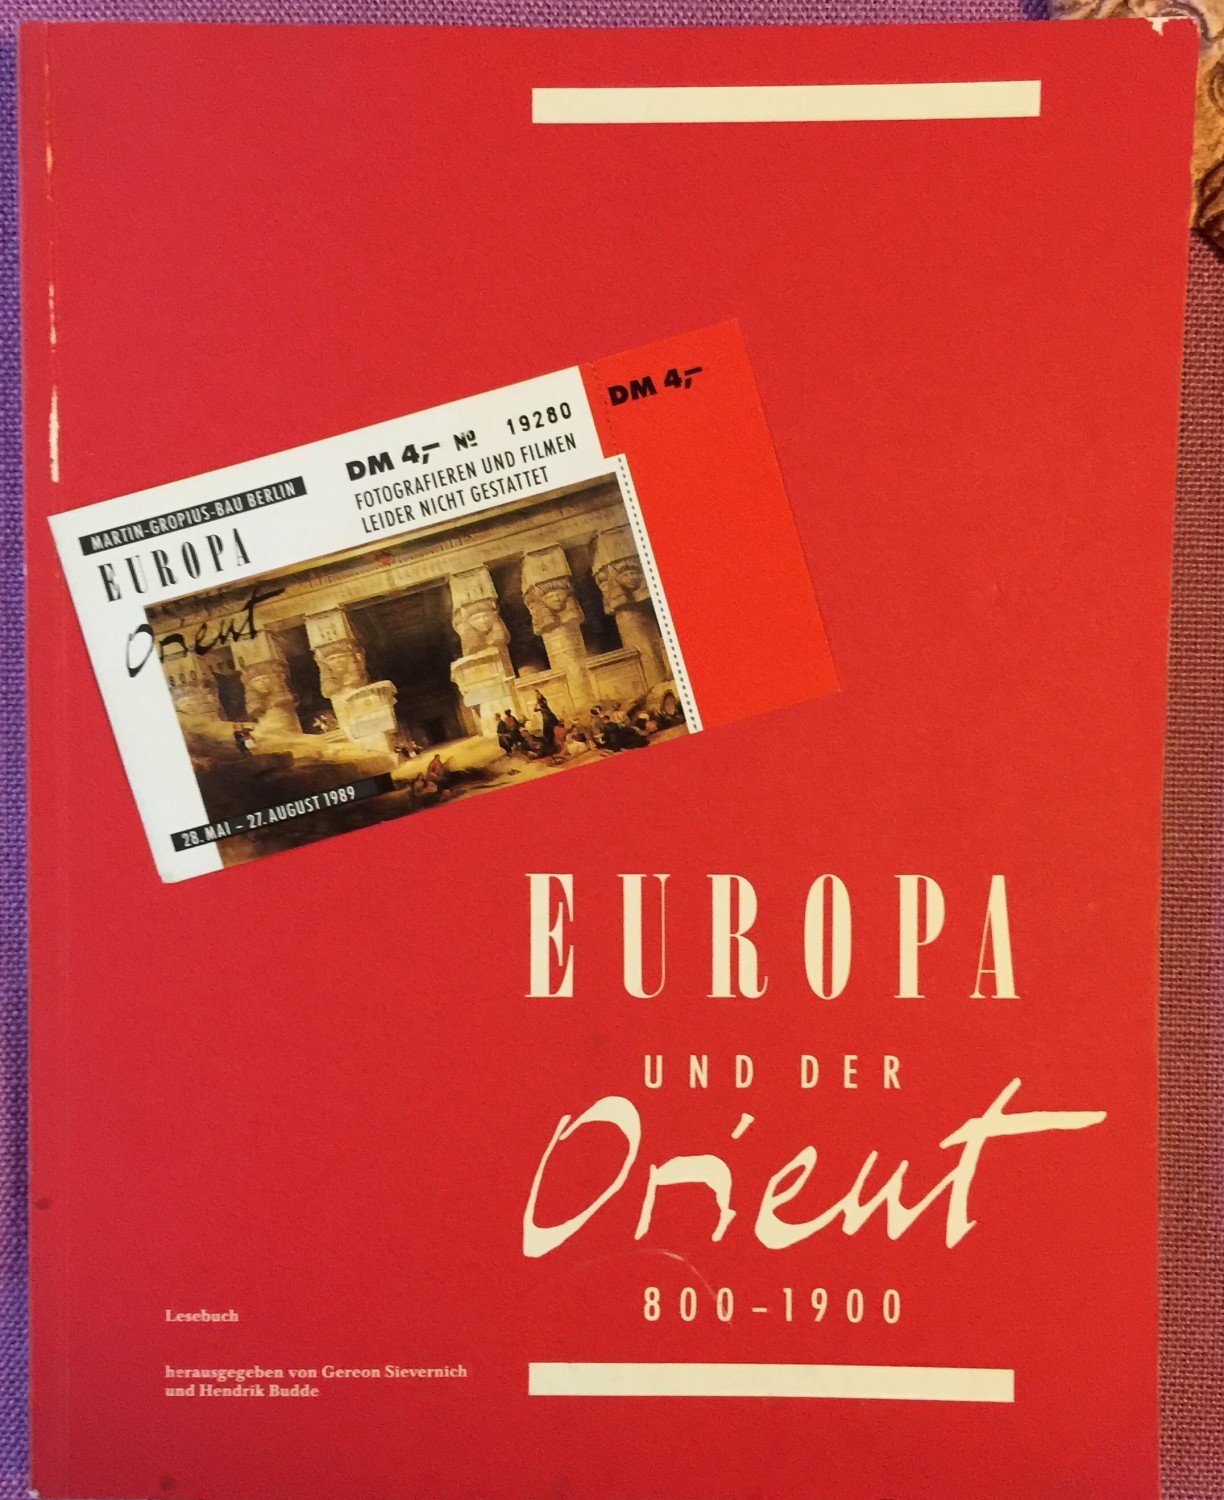 DM 4,–
DM 4,– № 19280
FOTOGRAFIEREN UND FILMEN
LEIDER NICHT GESTATTET
MARTIN-GROPIUS-BAU BERLIN
EUROPA
Orient
28. MAI – 27. AUGUST 1989
EUROPA
UND DER
Orient
800–1900
Lesebuch
herausgegeben von Gereon Sievernich
und Hendrik Budde